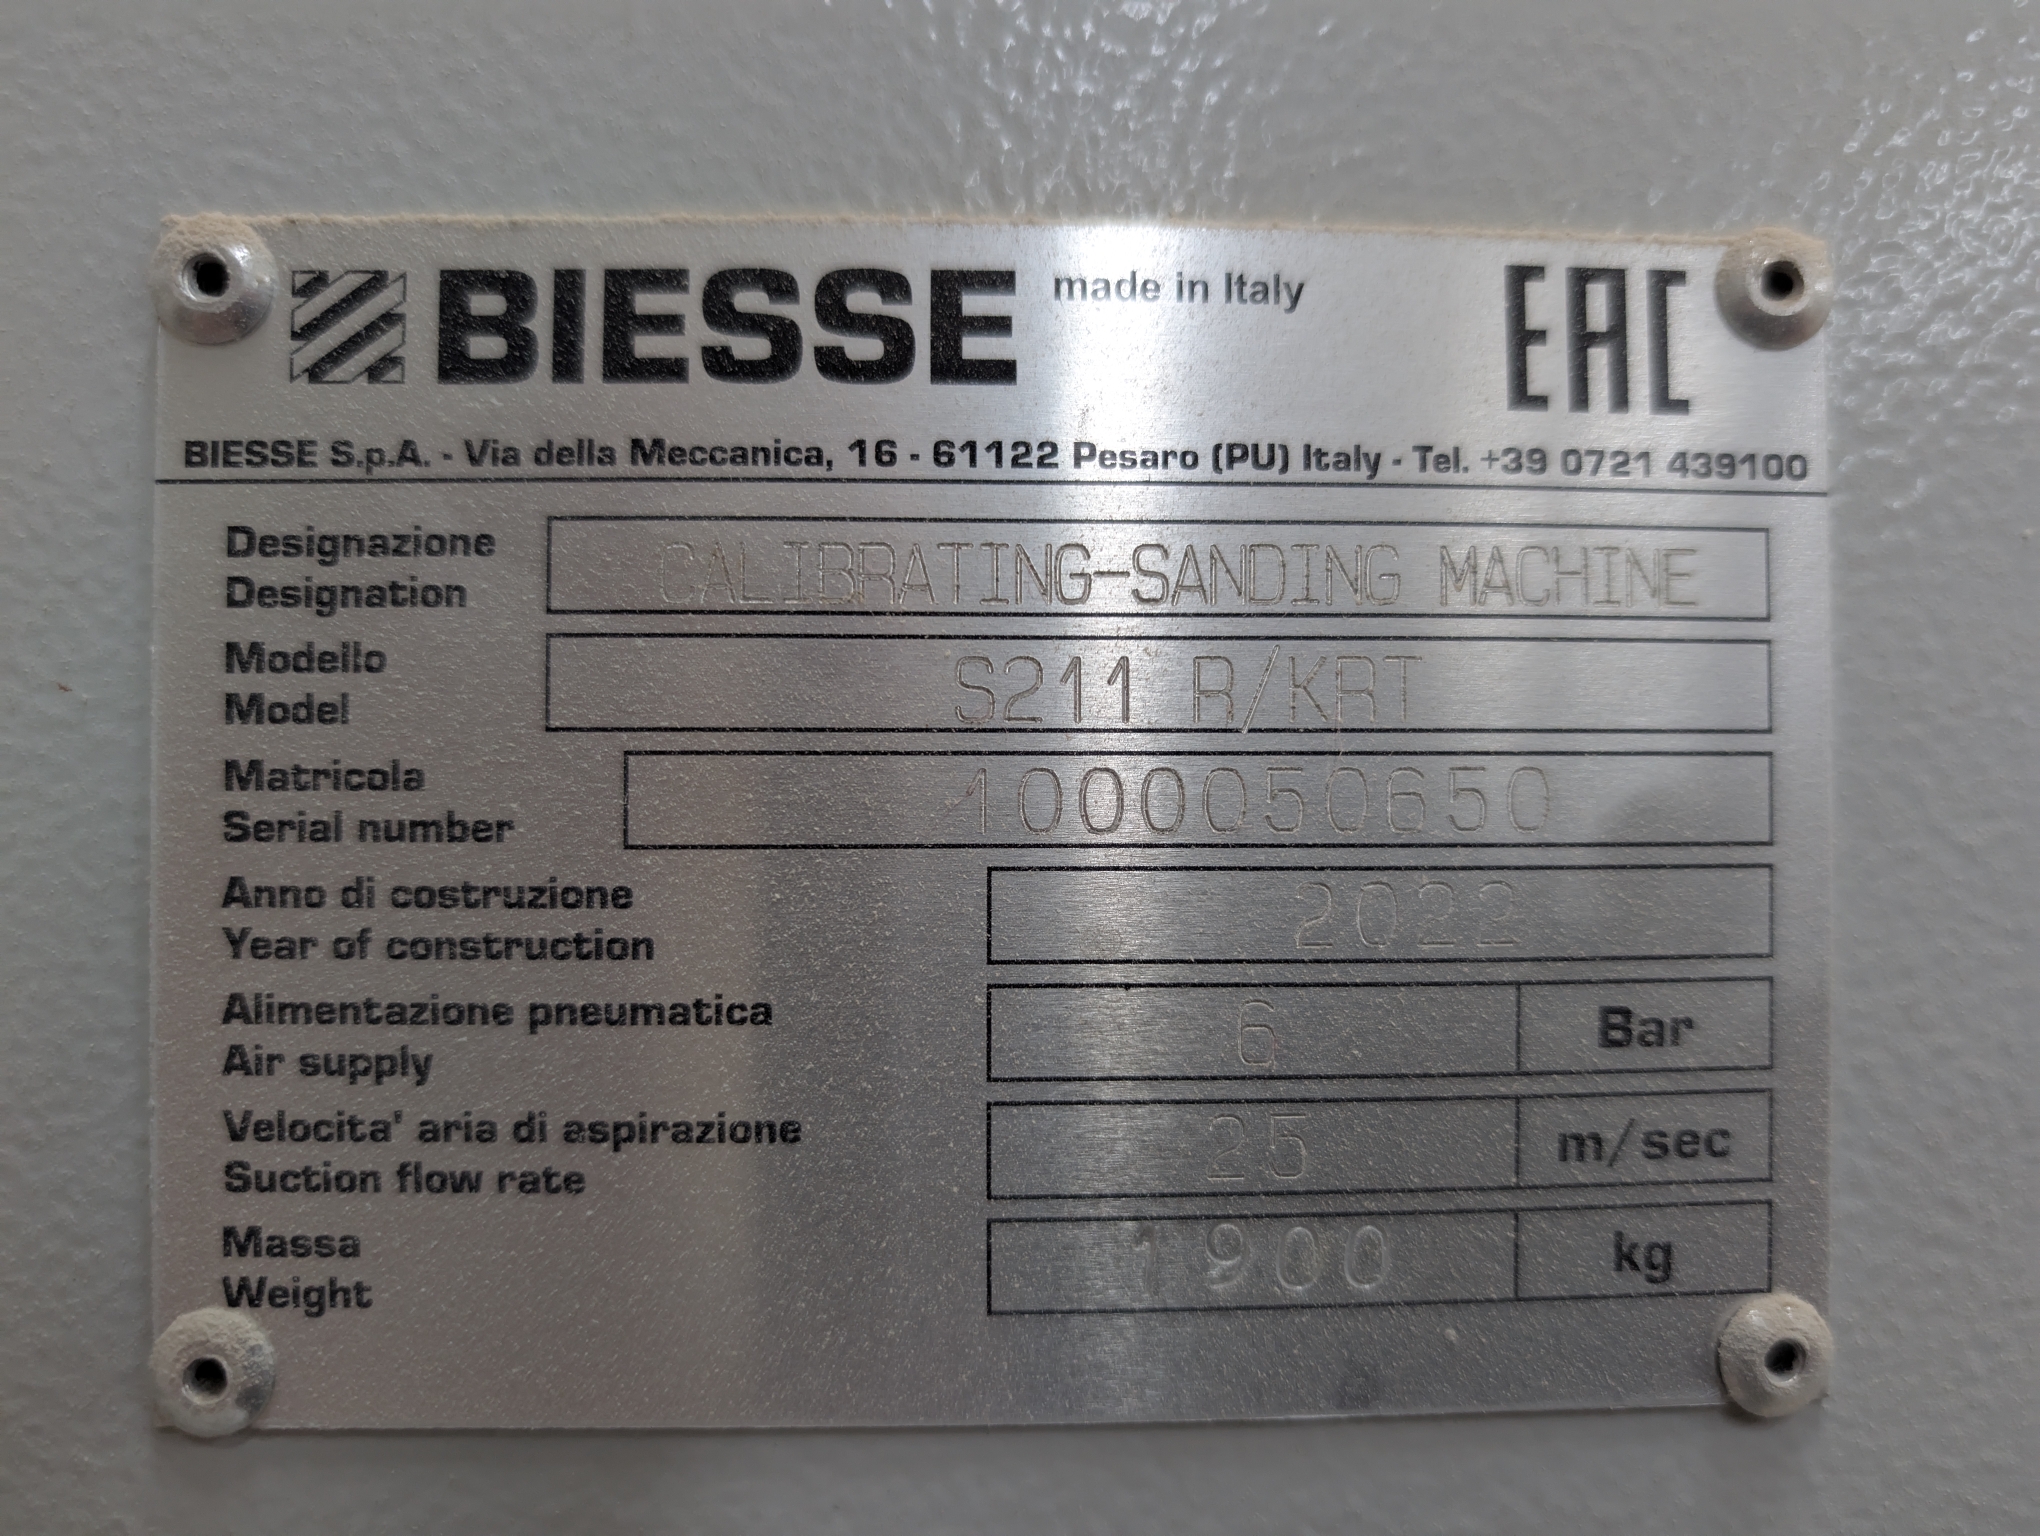 BIESSE made in Italy EAC
BIESSE S.p.A. - Via della Meccanica, 16 - 61122 Pesaro (PU) Italy - Tel. +39 0721 439100
Designazione
Designation
CALIBRATING-SANDING MACHINE
Modello
Model
S211 R/KRT
Matricola
Serial number
1000050650
Anno di costruzione
Year of construction
2022
Alimentazione pneumatica
Air supply
6 Bar
Velocita' aria di aspirazione
Suction flow rate
25 m/sec
Massa
Weight
1900 kg